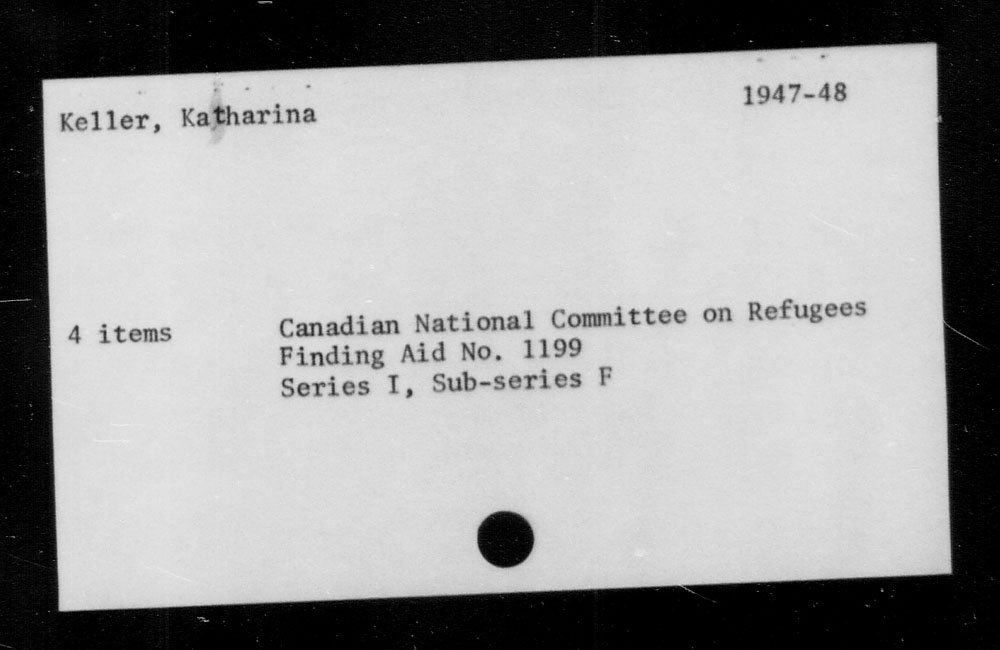 Keller, Katharina 1947-48
4 items Canadian National Committee on Refugees
Finding Aid No. 1199
Series I, Sub-series F